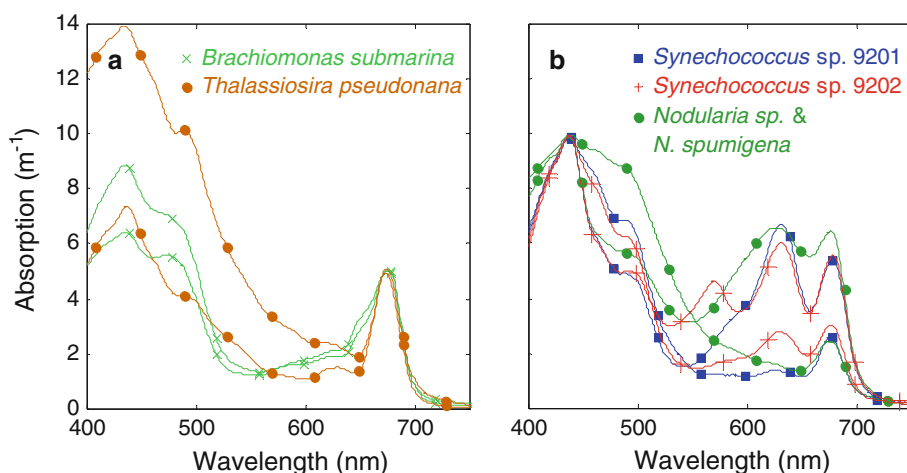 a
Brachiomonas submarina
Thalassiosira pseudonana
Absorption (m-1)
14
12
10
8
6
4
2
0
400
500
600
700
Wavelength (nm)
b
Synechococcus sp. 9201
Synechococcus sp. 9202
Nodularia sp. &
N. spumigena
400
500
600
700
Wavelength (nm)